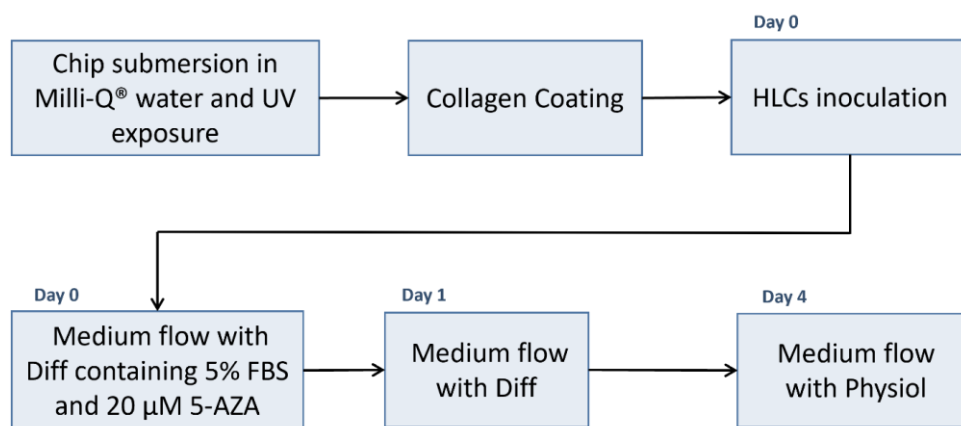 Day 0
Chip submersion in
Milli-Q® water and UV
exposure
Collagen Coating
HLCs inoculation
Day 0
Medium flow with
Diff containing 5% FBS
and 20 µM 5-AZA
Day 1
Medium flow
with Diff
Day 4
Medium flow
with Physiol